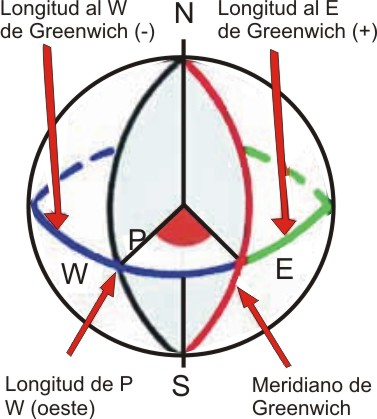 Longitud al W
de Greenwich (-)
Longitud al E
de Greenwich (+)
N
P
W
E
S
Longitud de P
W (oeste)
Meridiano de
Greenwich